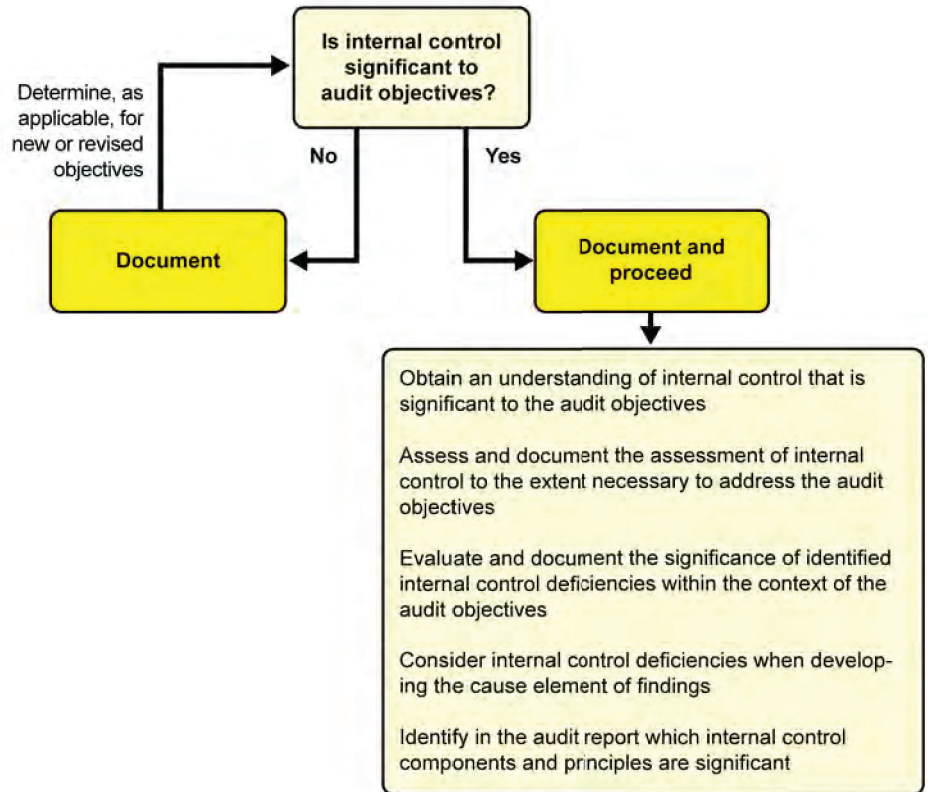 Is internal control
significant to
audit objectives?
Determine, as
applicable, for
new or revised
objectives
No
Yes
Document
Document and
proceed
Obtain an understanding of internal control that is
significant to the audit objectives
Assess and document the assessment of internal
control to the extent necessary to address the audit
objectives
Evaluate and document the significance of identified
internal control deficiencies within the context of the
audit objectives
Consider internal control deficiencies when develop-
ing the cause element of findings
Identify in the audit report which internal control
components and principles are significant